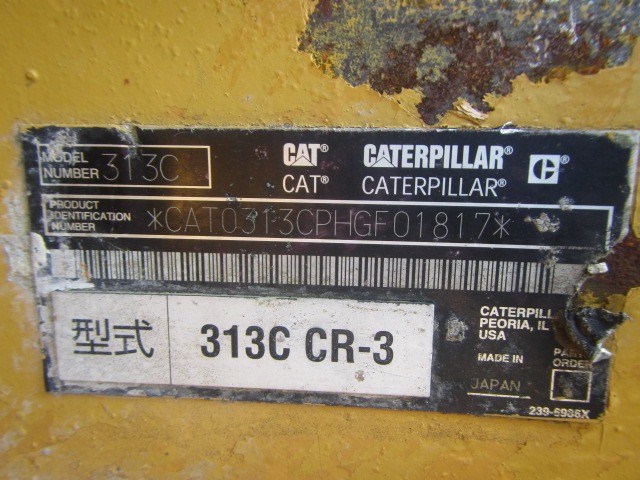 MODEL NUMBER 313C
CAT® CATERPILLAR®
CAT® CATERPILLAR®
PRODUCT IDENTIFICATION NUMBER *CAT0313CPHGF01817*
型式 313C CR-3
PEORIA, IL
USA
MADE IN
JAPAN
ORDER